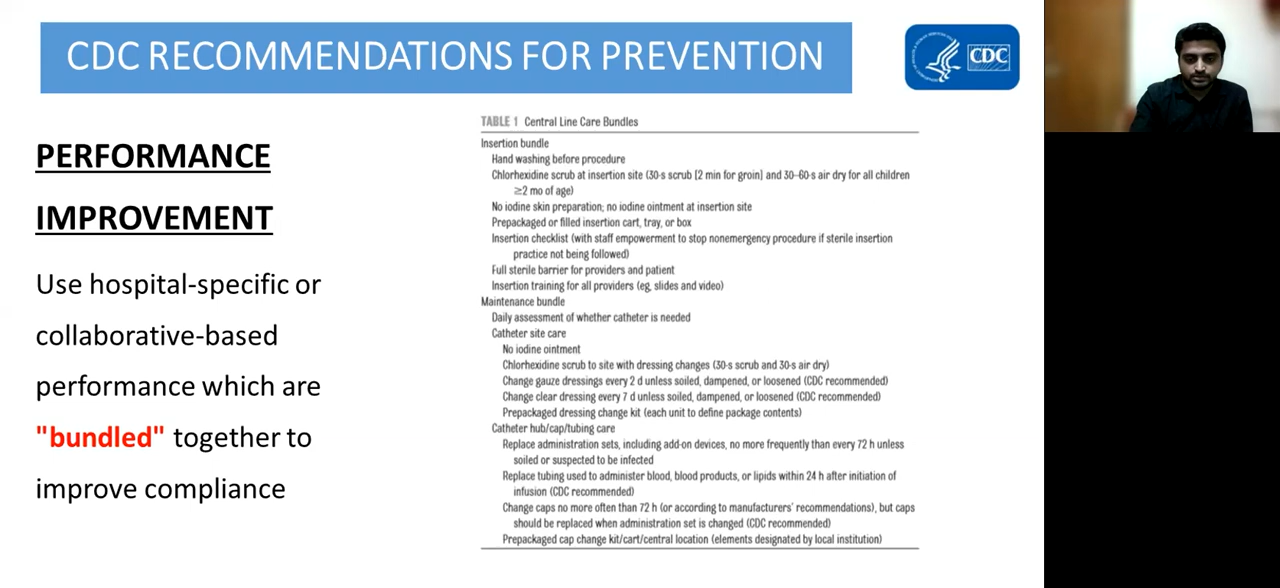 CDC RECOMMENDATIONS FOR PREVENTION
CDC
PERFORMANCE
IMPROVEMENT
Use hospital-specific or
collaborative-based
performance which are
"bundled" together to
improve compliance
TABLE 1 Central Line Care Bundles
Insertion bundle
Hand washing before procedure
Chlorhexidine scrub at insertion site (30-s scrub [2 min for groin] and 30–60-s air dry for all children
≥2 mo of age)
No iodine skin preparation; no iodine ointment at insertion site
Prepackaged or filled insertion cart, tray, or box
Insertion checklist (with staff empowerment to stop nonemergency procedure if sterile insertion
practice not being followed)
Full sterile barrier for providers and patient
Insertion training for all providers (eg, slides and video)
Maintenance bundle
Daily assessment of whether catheter is needed
Catheter site care
No iodine ointment
Chlorhexidine scrub to site with dressing changes (30-s scrub and 30-s air dry)
Change gauze dressings every 2 d unless soiled, dampened, or loosened (CDC recommended)
Change clear dressing every 7 d unless soiled, dampened, or loosened (CDC recommended)
Prepackaged dressing change kit (each unit to define package contents)
Catheter hub/cap/tubing care
Replace administration sets, including add-on devices, no more frequently than every 72 h unless
soiled or suspected to be infected
Replace tubing used to administer blood, blood products, or lipids within 24 h after initiation of
infusion (CDC recommended)
Change caps no more often than 72 h (or according to manufacturers' recommendations), but caps
should be replaced when administration set is changed (CDC recommended)
Prepackaged cap change kit/cart/central location (elements designated by local institution)